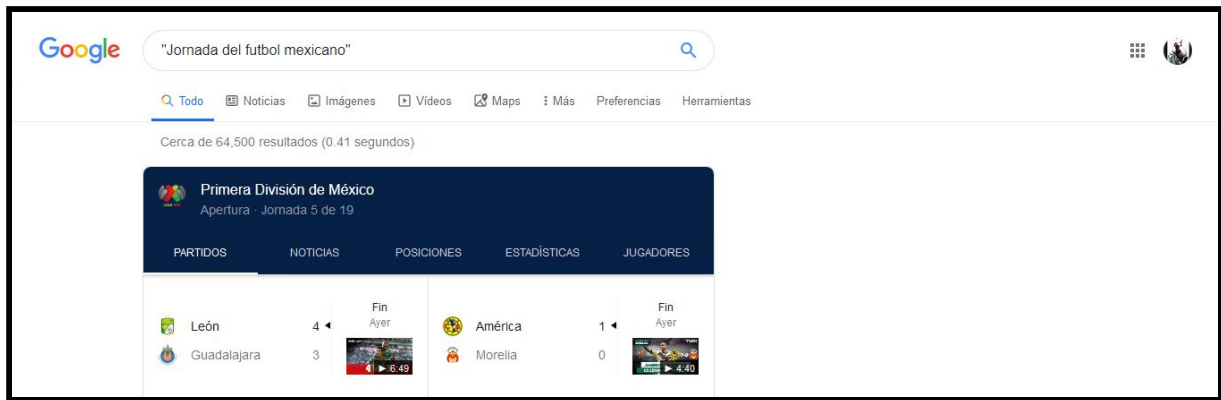 Google "Jornada del futbol mexicano"
Todo Noticias Imágenes Vídeos Maps Más Preferencias Herramientas
Cerca de 64,500 resultados (0.41 segundos)
Primera División de México
Apertura · Jornada 5 de 19
PARTIDOS NOTICIAS POSICIONES ESTADÍSTICAS JUGADORES
León 4
Guadalajara 3
Fin
Ayer
6:49
América 1
Morelia 0
Fin
Ayer
4:40